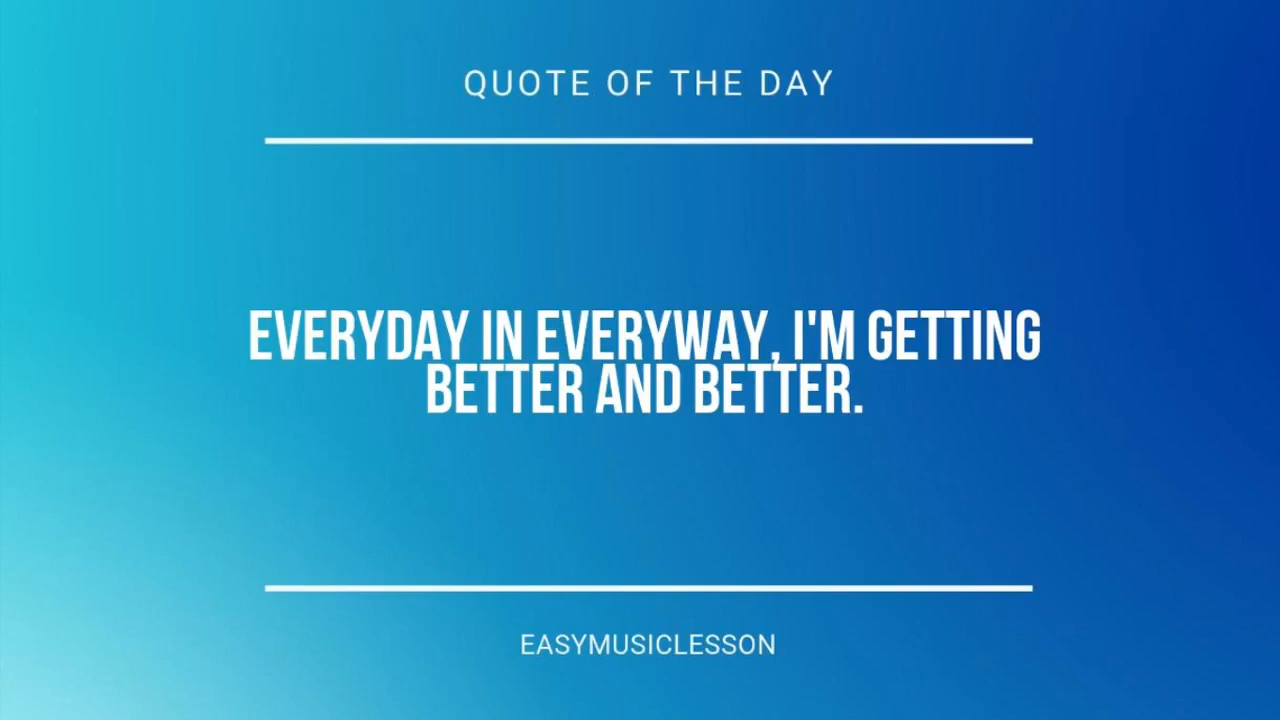 QUOTE OF THE DAY
EVERYDAY IN EVERYWAY, I'M GETTING
BETTER AND BETTER.
EASYMUSICLESSON